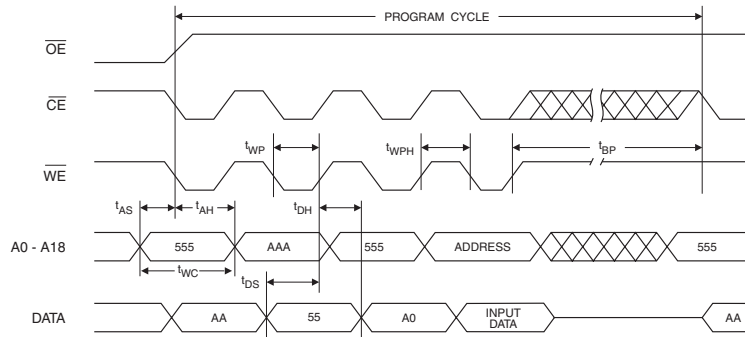 PROGRAM CYCLE
OE
CE
tWP
tWPH
tBP
WE
tAS
tAH
tDH
A0 - A18
555
AAA
555
ADDRESS
555
tWC
tDS
DATA
AA
55
A0
INPUT
DATA
AA